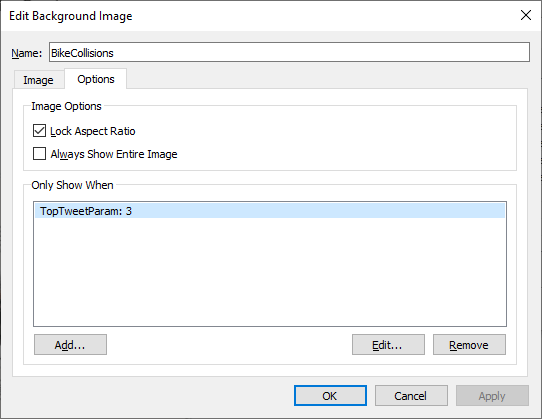 Edit Background Image
Name: BikeCollisions
Image Options
Image Options
Lock Aspect Ratio
Always Show Entire Image
Only Show When
TopTweetParam: 3
Add... Edit... Remove
OK Cancel Apply